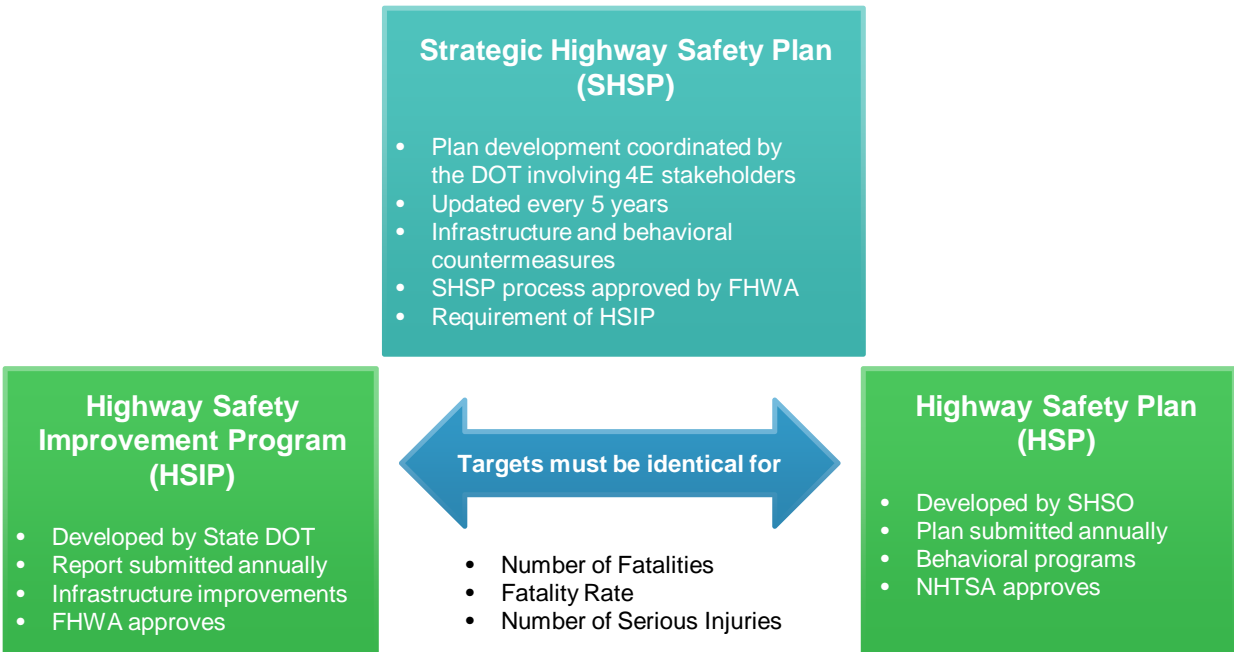 Strategic Highway Safety Plan
(SHSP)
• Plan development coordinated by
the DOT involving 4E stakeholders
• Updated every 5 years
• Infrastructure and behavioral
countermeasures
• SHSP process approved by FHWA
• Requirement of HSIP
Highway Safety
Improvement Program
(HSIP)
• Developed by State DOT
• Report submitted annually
• Infrastructure improvements
• FHWA approves
Targets must be identical for
• Number of Fatalities
• Fatality Rate
• Number of Serious Injuries
Highway Safety Plan
(HSP)
• Developed by SHSO
• Plan submitted annually
• Behavioral programs
• NHTSA approves